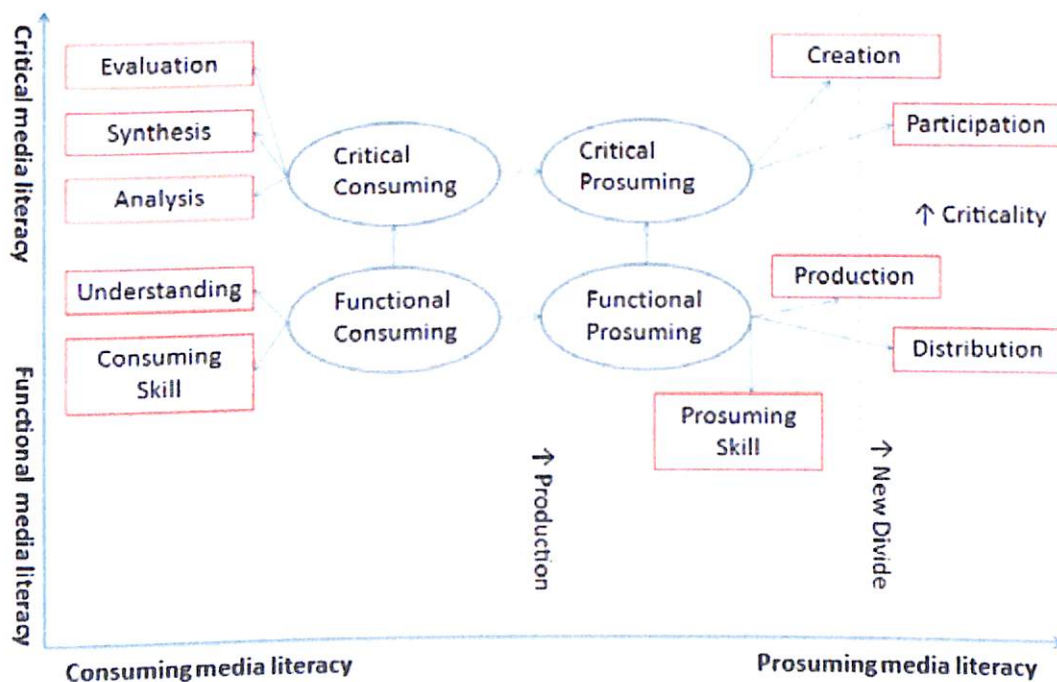 Critical media literacy
Functional media literacy
Evaluation
Synthesis
Analysis
Understanding
Consuming
Skill
Critical
Consuming
Functional
Consuming
Critical
Prosuming
Functional
Prosuming
Creation
Participation
↑ Criticality
Production
Distribution
Prosuming
Skill
↑ Production
↑ New Divide
Consuming media literacy
Prosuming media literacy